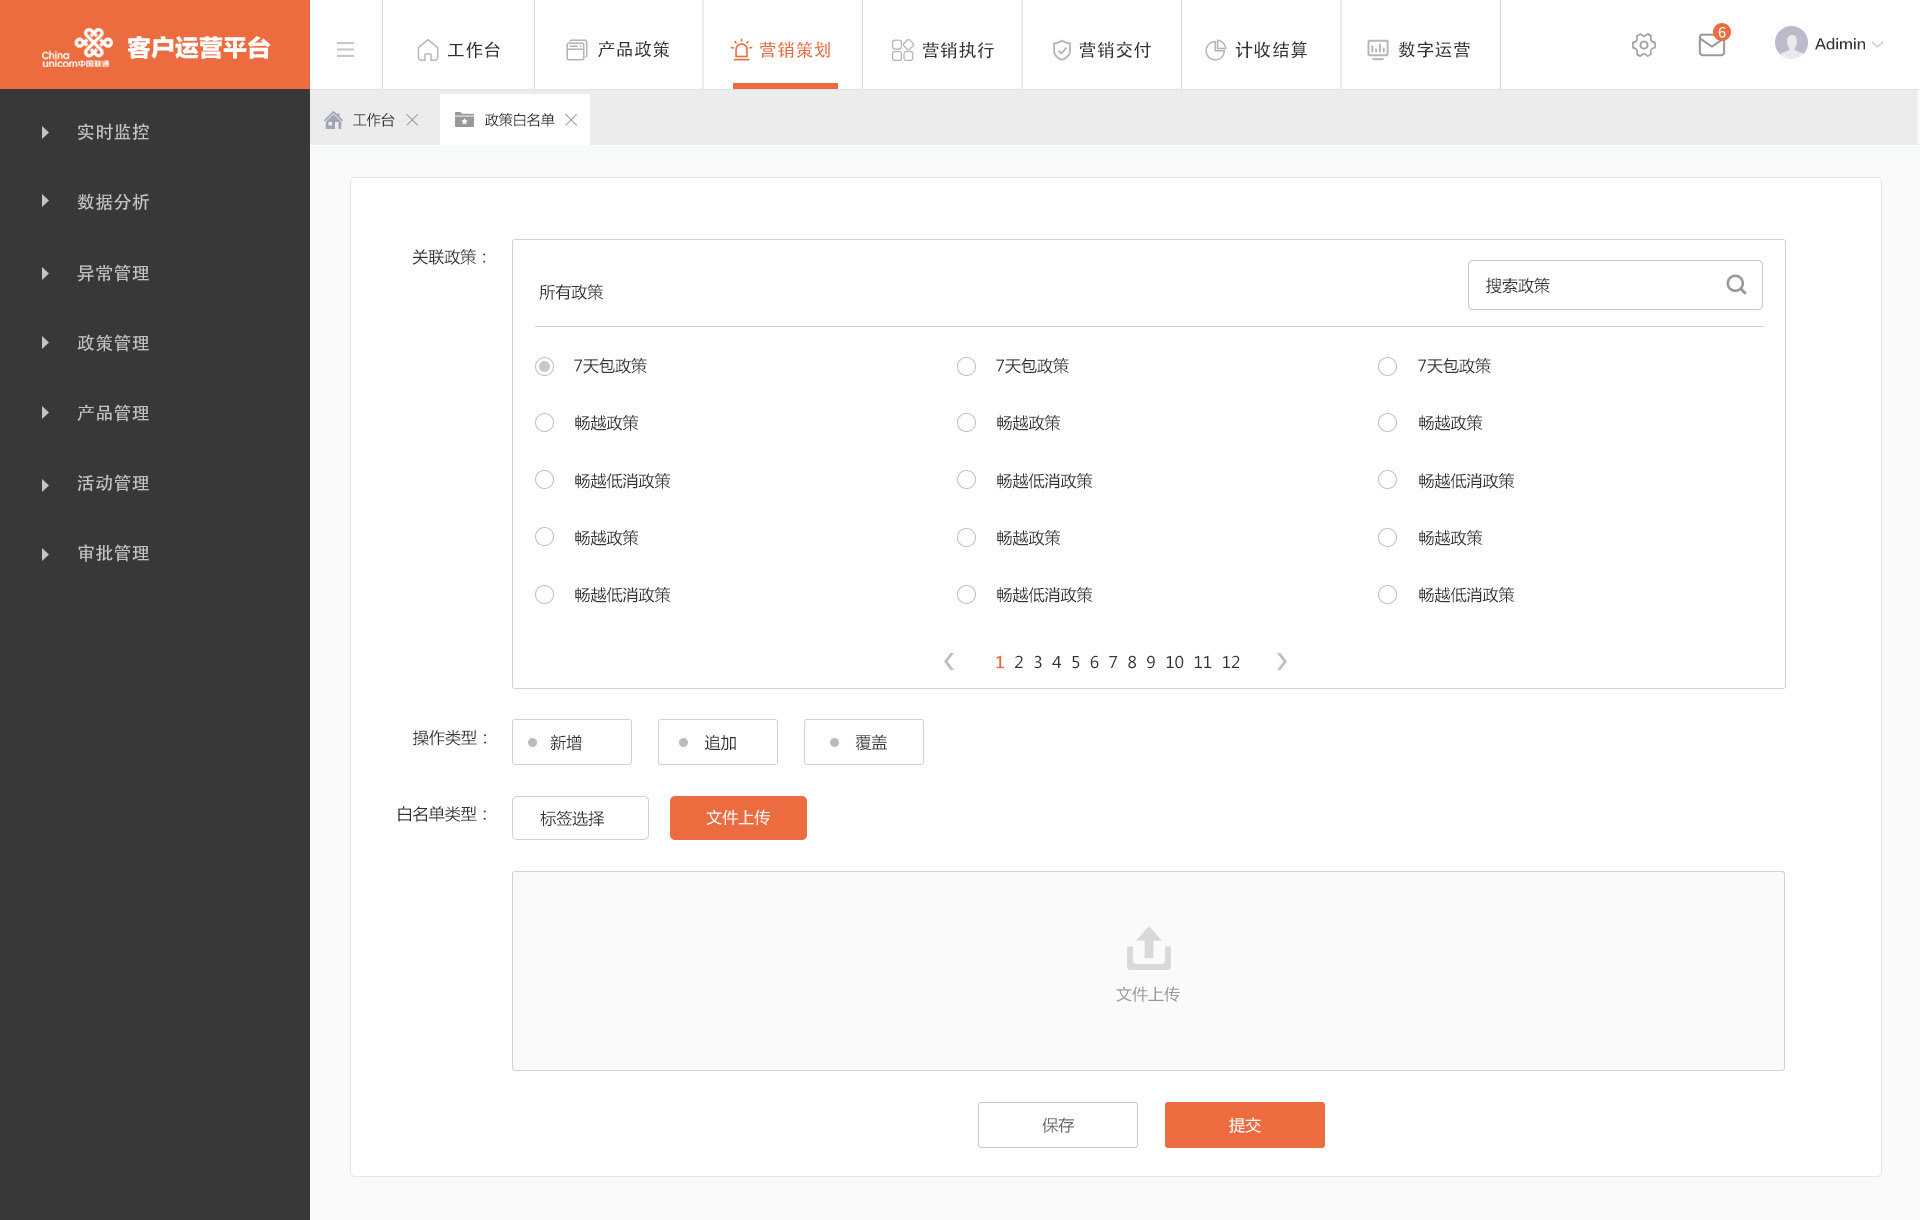 China
unicom中国联通
客户运营平台
工作台
产品政策
营销策划
营销执行
营销交付
计收结算
数字运营
6
Adimin
工作台
政策白名单
实时监控
数据分析
异常管理
政策管理
产品管理
活动管理
审批管理
关联政策：
所有政策
搜索政策
7天包政策 7天包政策 7天包政策
畅越政策 畅越政策 畅越政策
畅越低消政策 畅越低消政策 畅越低消政策
畅越政策 畅越政策 畅越政策
畅越低消政策 畅越低消政策 畅越低消政策
1 2 3 4 5 6 7 8 9 10 11 12
操作类型： 新增 追加 覆盖
白名单类型： 标签选择 文件上传
文件上传
保存 提交